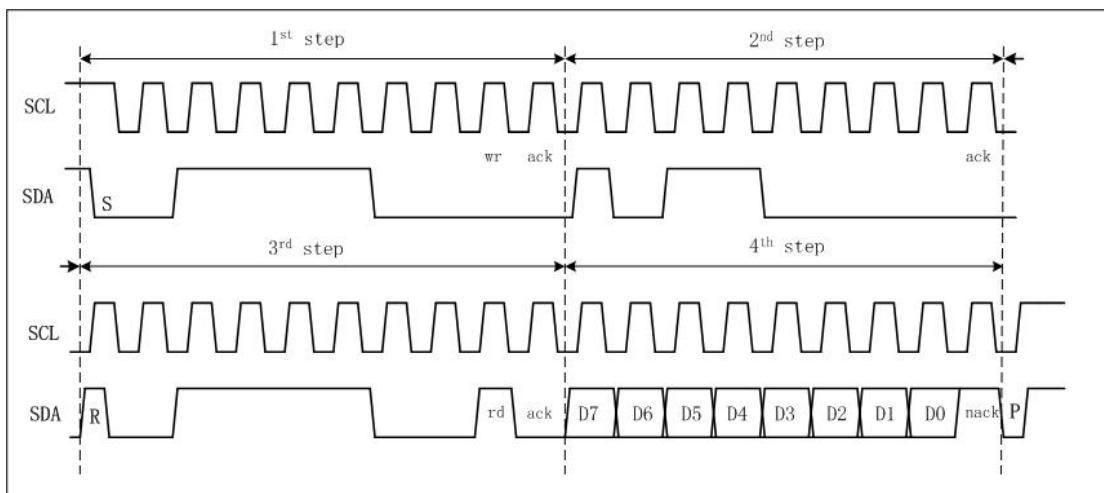 1st step 2nd step
SCL
wr ack ack
SDA S
3rd step 4th step
SCL
SDA R rd ack D7 D6 D5 D4 D3 D2 D1 D0 nack P